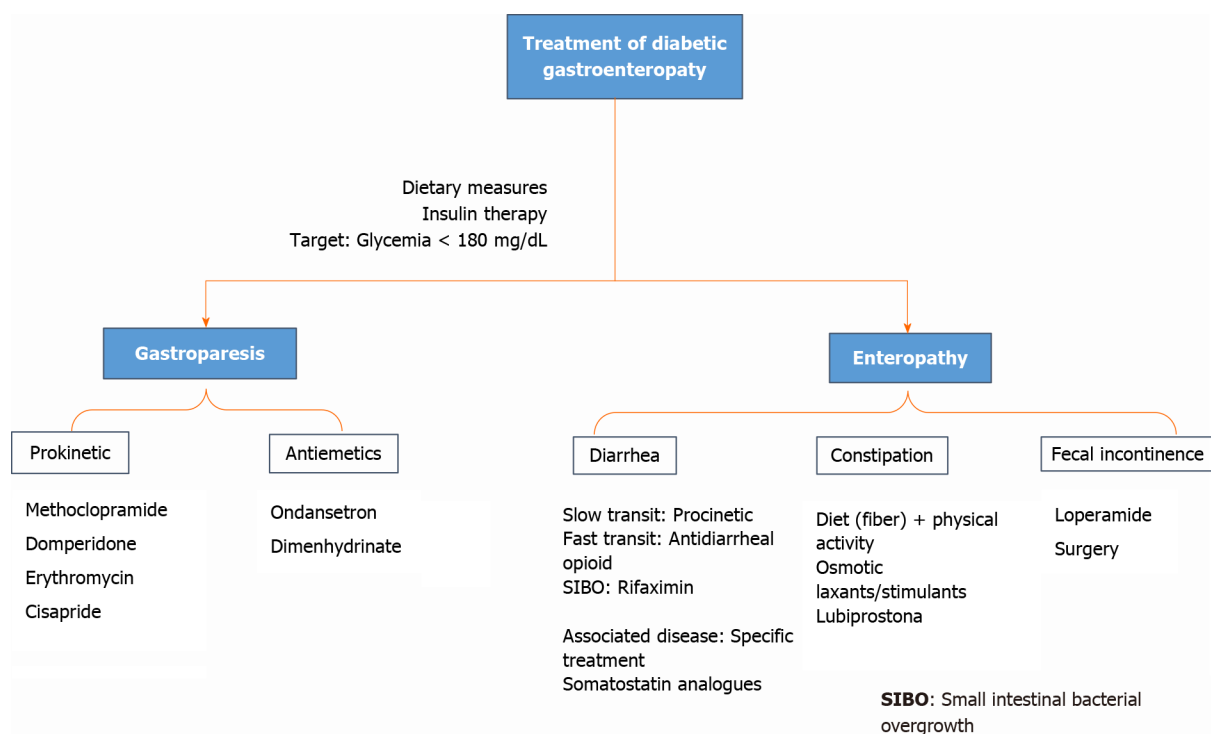 Treatment of diabetic
gastroenteropaty
Dietary measures
Insulin therapy
Target: Glycemia < 180 mg/dL
Gastroparesis
Enteropathy
Prokinetic
Antiemetics
Diarrhea
Constipation
Fecal incontinence
Methoclopramide
Domperidone
Erythromycin
Cisapride
Ondansetron
Dimenhydrinate
Slow transit: Procinetic
Fast transit: Antidiarrheal
opioid
SIBO: Rifaximin
Associated disease: Specific
treatment
Somatostatin analogues
Diet (fiber) + physical
activity
Osmotic
laxants/stimulants
Lubiprostona
Loperamide
Surgery
SIBO: Small intestinal bacterial
overgrowth